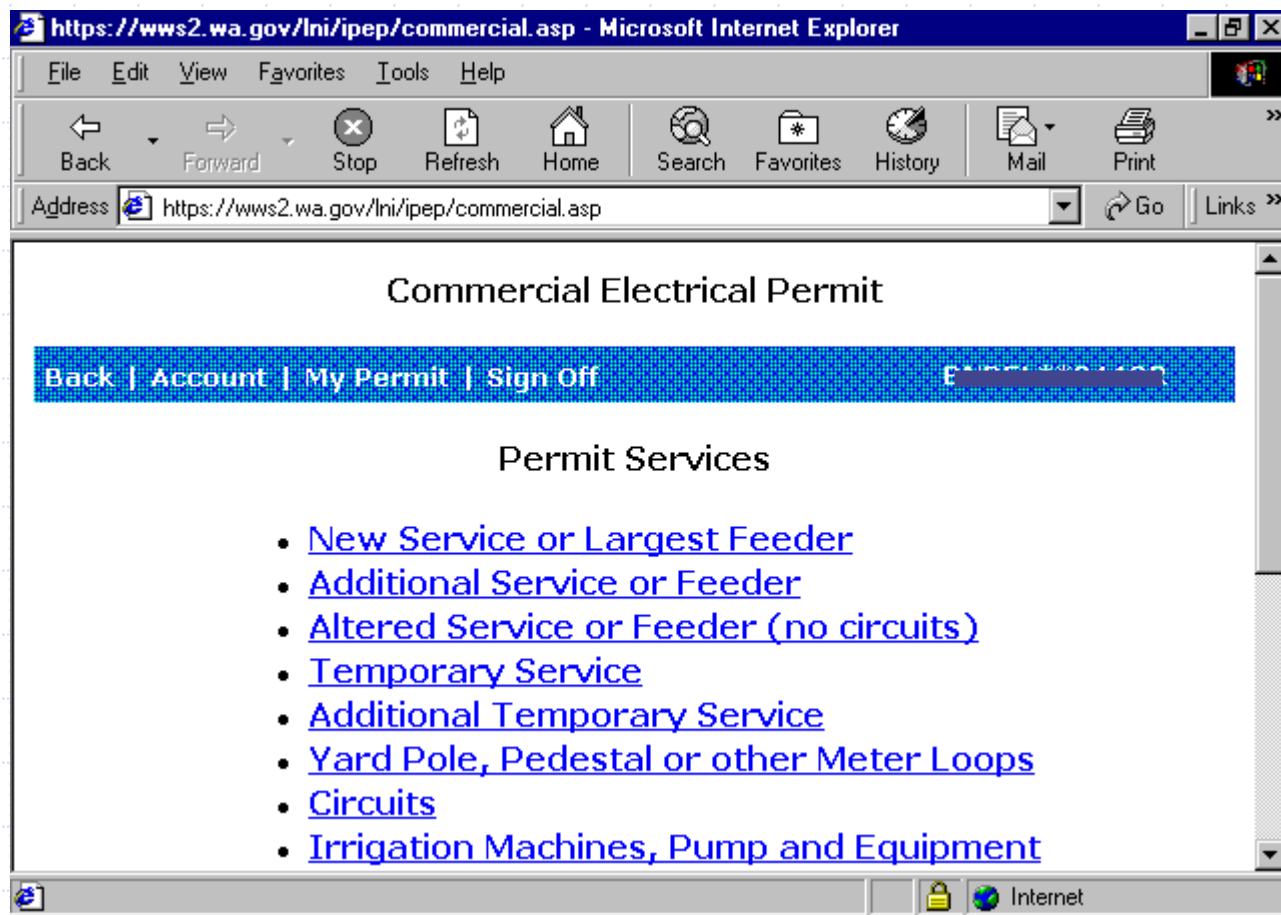 https://wws2.wa.gov/lni/ipep/commercial.asp - Microsoft Internet Explorer
File Edit View Favorites Tools Help
Back Forward Stop Refresh Home Search Favorites History Mail Print »
Address https://wws2.wa.gov/lni/ipep/commercial.asp Go Links »
Commercial Electrical Permit
Back | Account | My Permit | Sign Off
Permit Services
• New Service or Largest Feeder
• Additional Service or Feeder
• Altered Service or Feeder (no circuits)
• Temporary Service
• Additional Temporary Service
• Yard Pole, Pedestal or other Meter Loops
• Circuits
• Irrigation Machines, Pump and Equipment
Internet